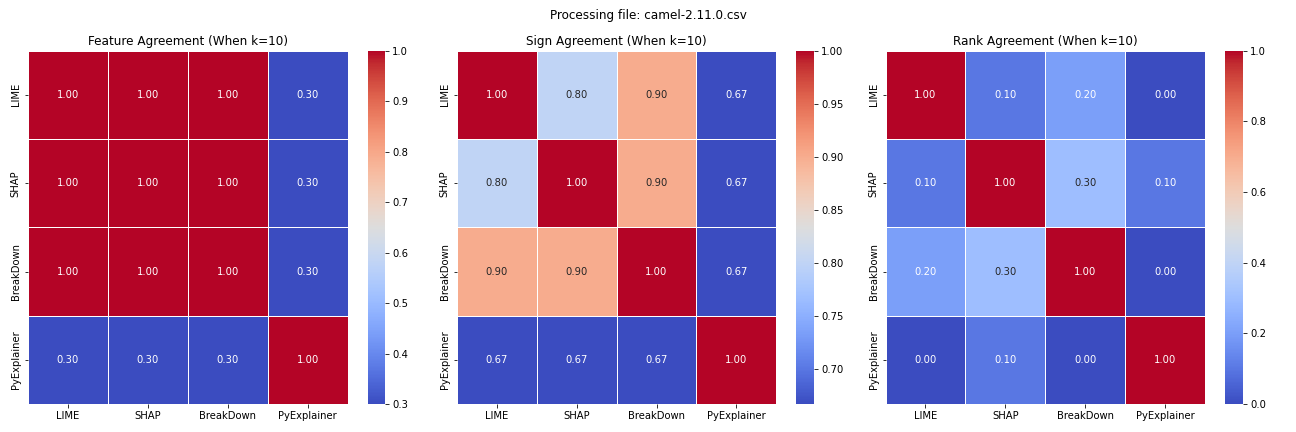 Processing file: camel-2.11.0.csv
Feature Agreement (When k=10)
LIME
SHAP
BreakDown
PyExplainer
1.00 1.00 1.00 0.30
1.00 1.00 1.00 0.30
1.00 1.00 1.00 0.30
0.30 0.30 0.30 1.00
LIME SHAP BreakDown PyExplainer
1.0
0.9
0.8
0.7
0.6
0.5
0.4
0.3
Sign Agreement (When k=10)
LIME
SHAP
BreakDown
PyExplainer
1.00 0.80 0.90 0.67
0.80 1.00 0.90 0.67
0.90 0.90 1.00 0.67
0.67 0.67 0.67 1.00
LIME SHAP BreakDown PyExplainer
1.00
0.95
0.90
0.85
0.80
0.75
0.70
Rank Agreement (When k=10)
LIME
SHAP
BreakDown
PyExplainer
1.00 0.10 0.20 0.00
0.10 1.00 0.30 0.10
0.20 0.30 1.00 0.00
0.00 0.10 0.00 1.00
LIME SHAP BreakDown PyExplainer
1.0
0.8
0.6
0.4
0.2
0.0